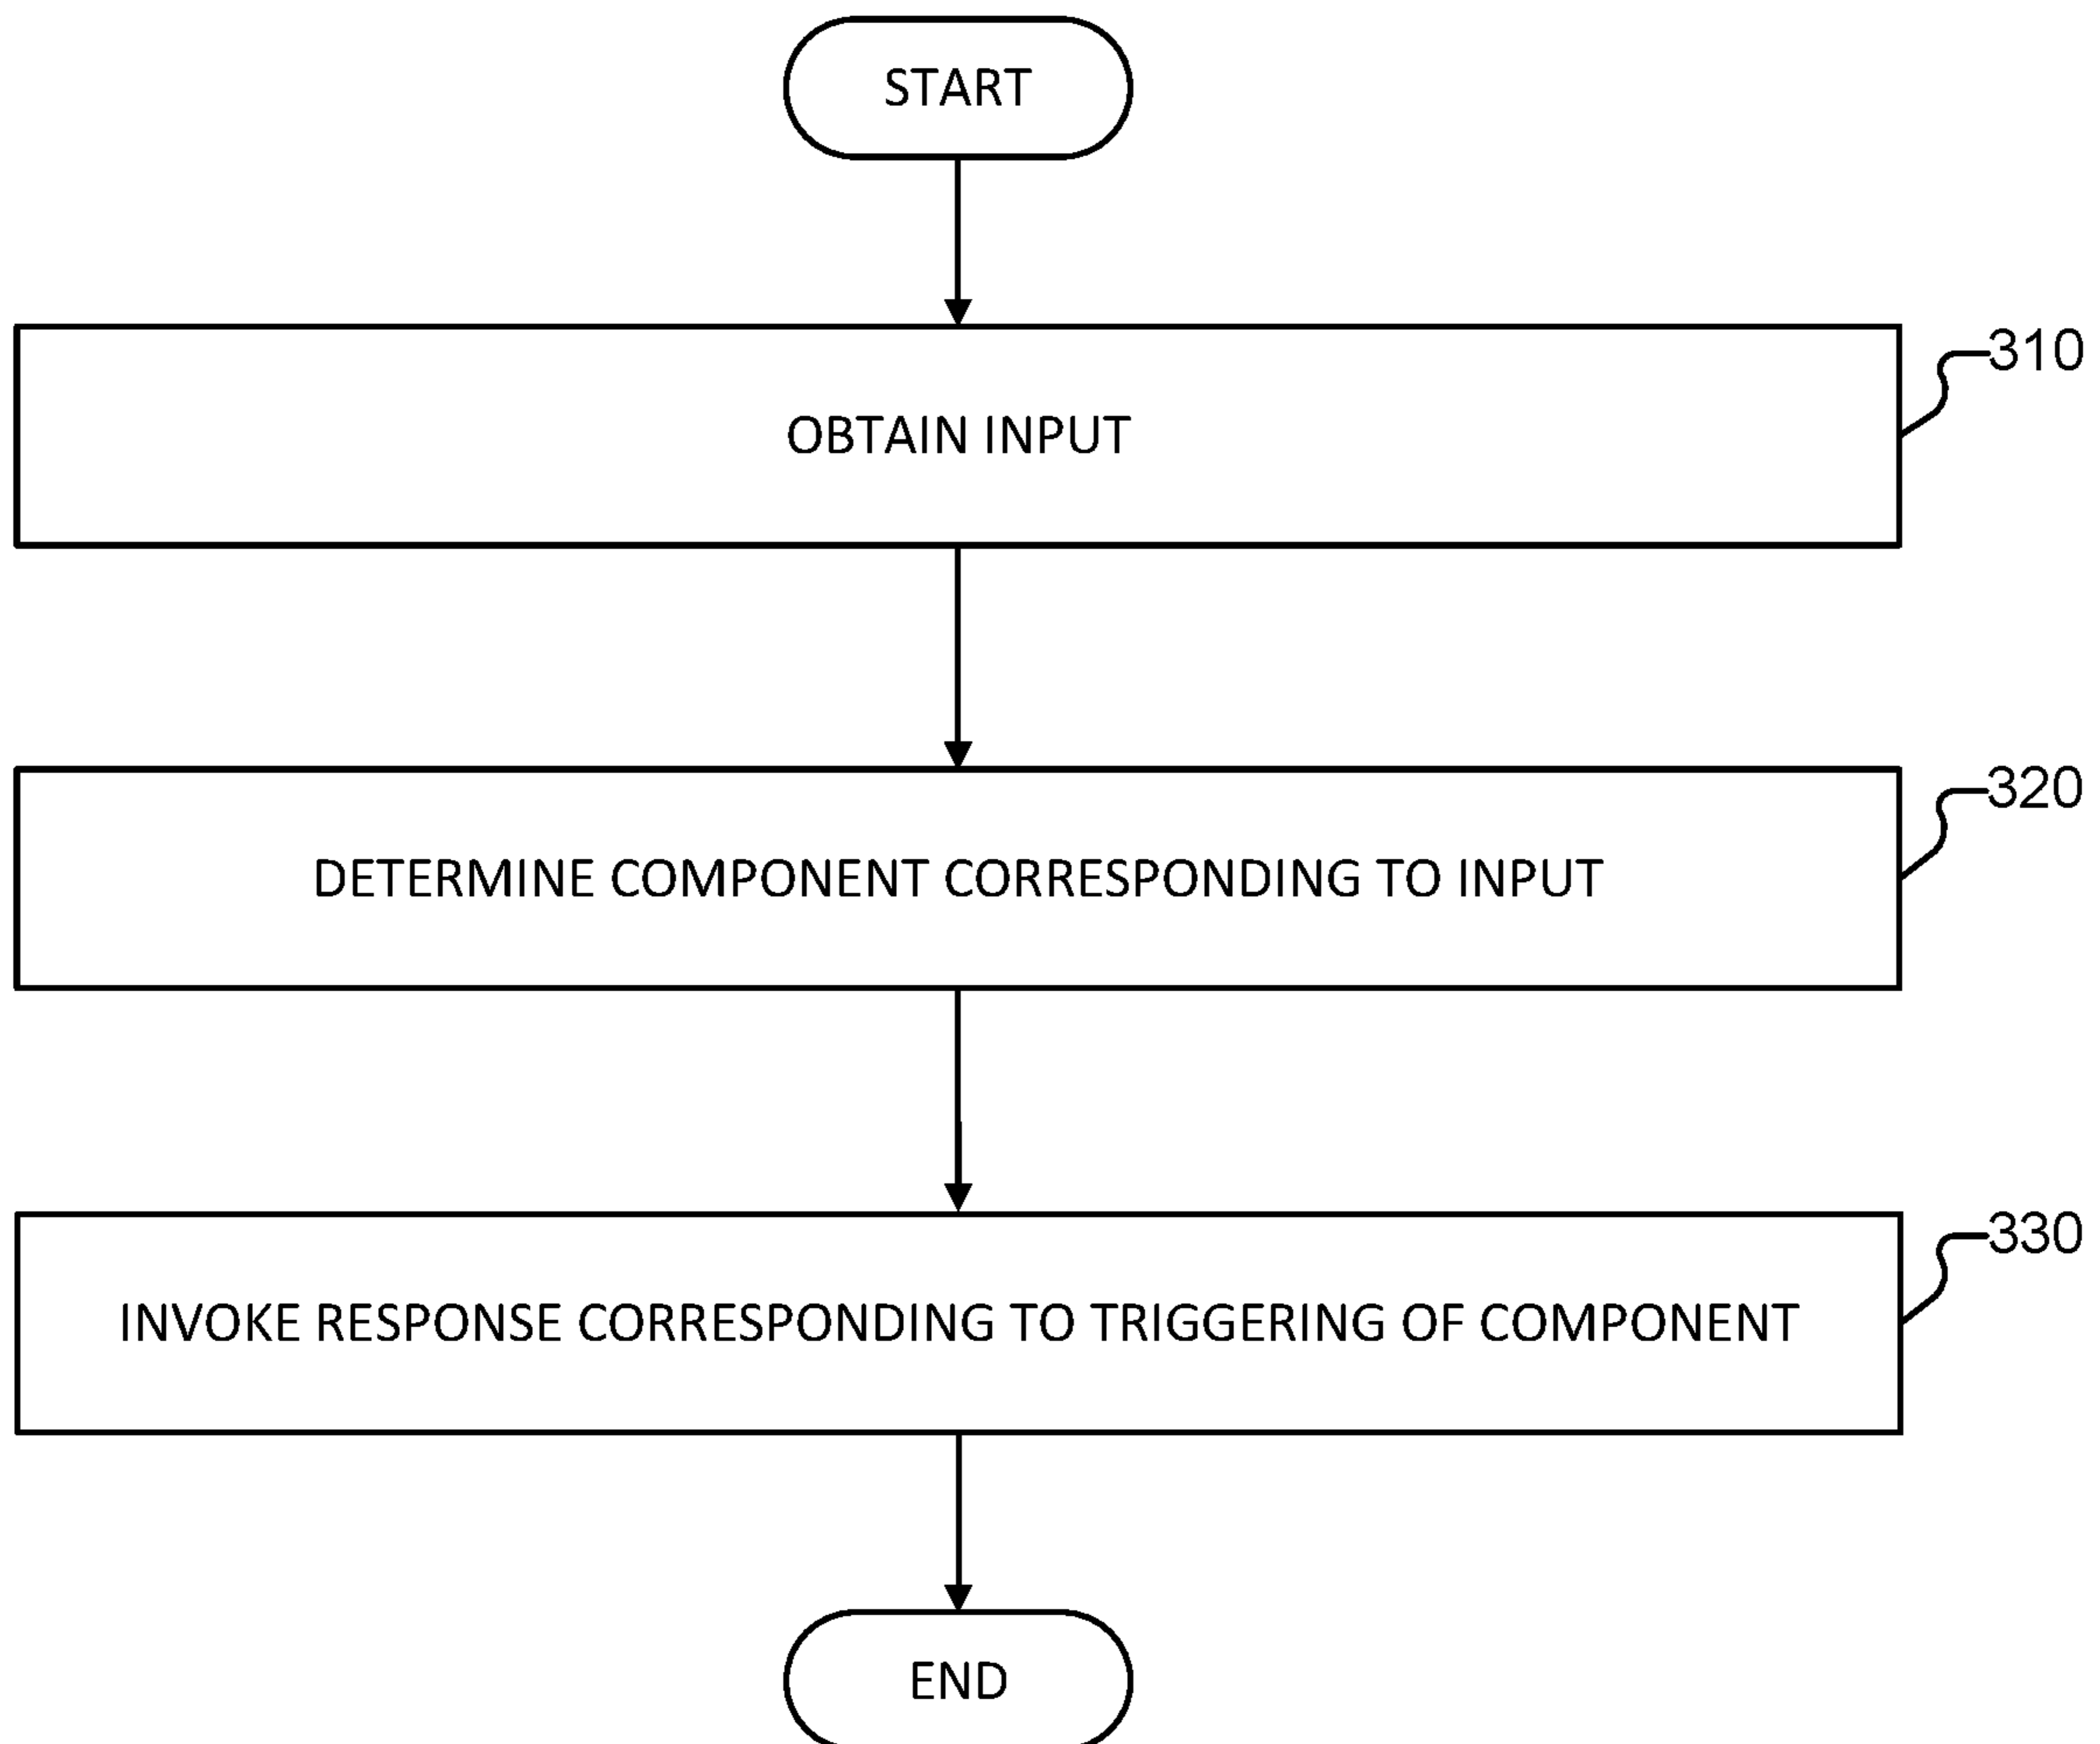 START
310
OBTAIN INPUT
320
DETERMINE COMPONENT CORRESPONDING TO INPUT
330
INVOKE RESPONSE CORRESPONDING TO TRIGGERING OF COMPONENT
END